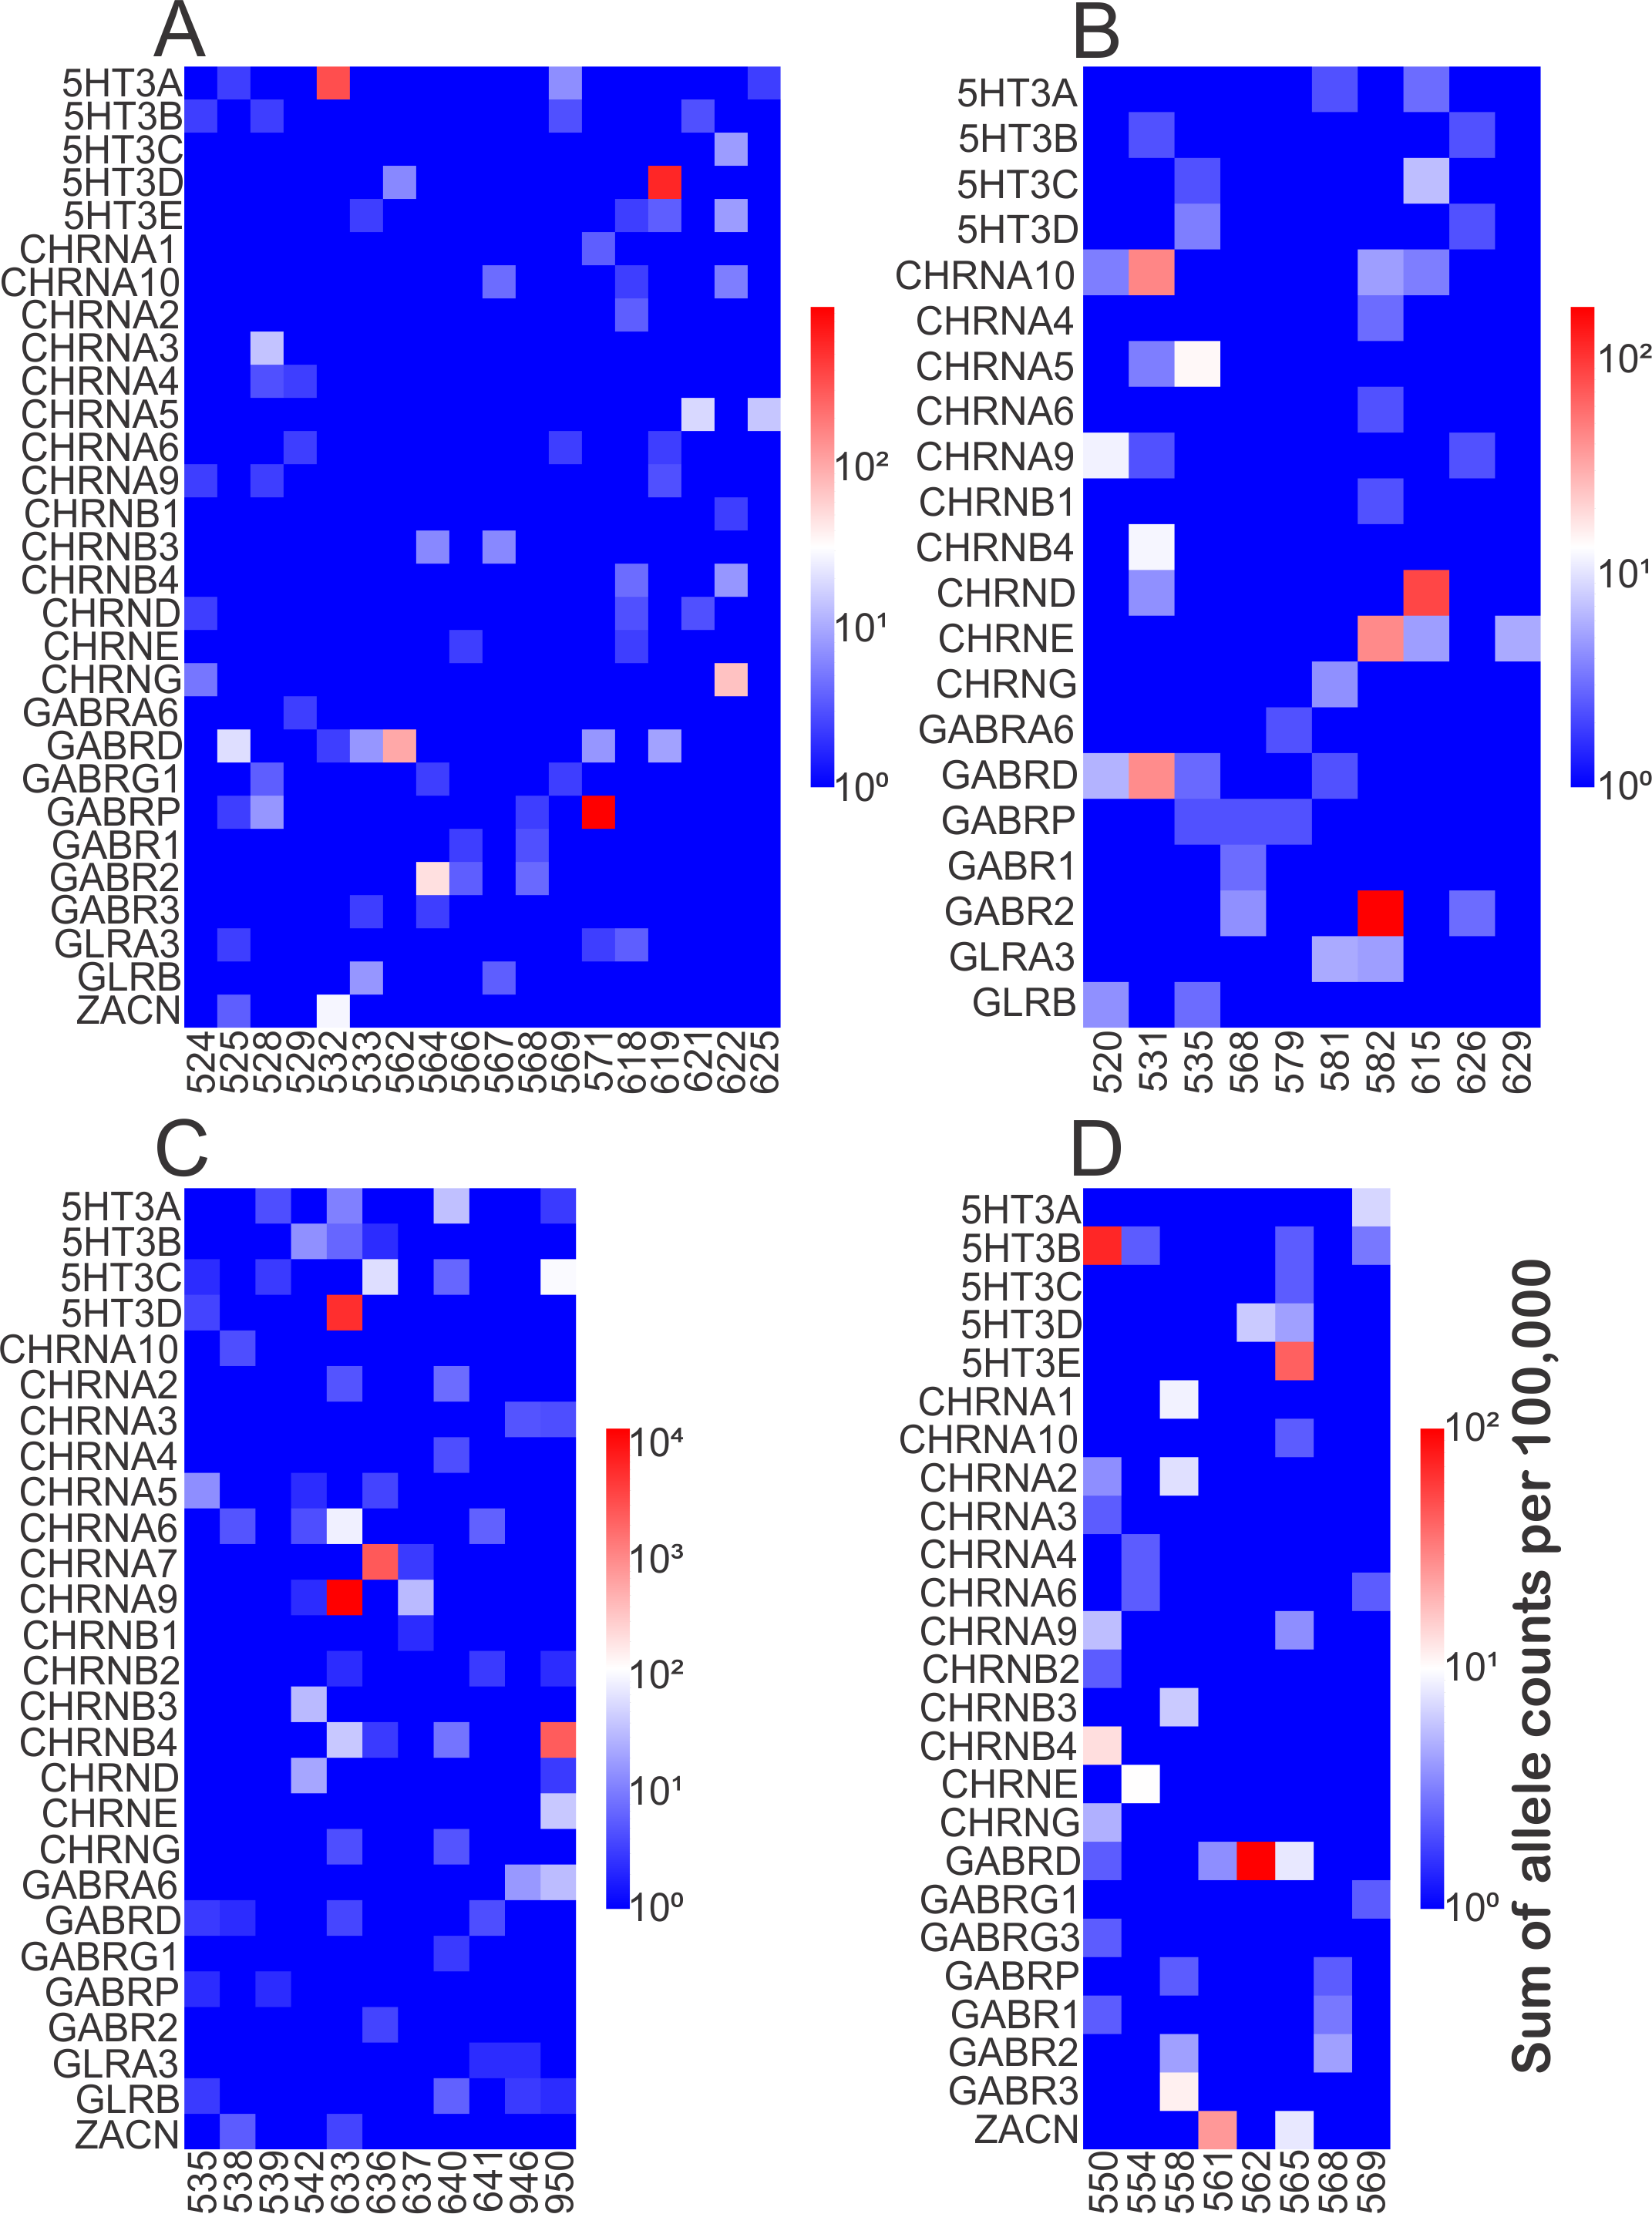 A
5HT3A
5HT3B
5HT3C
5HT3D
5HT3E
CHRNA1
CHRNA10
CHRNA2
CHRNA3
CHRNA4
CHRNA5
CHRNA6
CHRNA9
CHRNB1
CHRNB3
CHRNB4
CHRND
CHRNE
CHRNG
GABRA6
GABRD
GABRG1
GABRP
GABR1
GABR2
GABR3
GLRA3
GLRB
ZACN
524 525 528 529 532 533 562 564 566 567 568 569 571 618 619 621 622 625
10²
10¹
10⁰
B
5HT3A
5HT3B
5HT3C
5HT3D
CHRNA10
CHRNA4
CHRNA5
CHRNA6
CHRNA9
CHRNB1
CHRNB4
CHRND
CHRNE
CHRNG
GABRA6
GABRD
GABRP
GABR1
GABR2
GLRA3
GLRB
520 531 535 568 579 581 582 615 626 629
10²
10¹
10⁰
C
5HT3A
5HT3B
5HT3C
5HT3D
CHRNA10
CHRNA2
CHRNA3
CHRNA4
CHRNA5
CHRNA6
CHRNA7
CHRNA9
CHRNB1
CHRNB2
CHRNB3
CHRNB4
CHRND
CHRNE
CHRNG
GABRA6
GABRD
GABRG1
GABRP
GABR2
GLRA3
GLRB
ZACN
535 538 539 542 633 636 637 640 641 946 950
10⁴
10³
10²
10¹
10⁰
D
5HT3A
5HT3B
5HT3C
5HT3D
5HT3E
CHRNA1
CHRNA10
CHRNA2
CHRNA3
CHRNA4
CHRNA6
CHRNA9
CHRNB2
CHRNB3
CHRNB4
CHRNE
CHRNG
GABRD
GABRG1
GABRG3
GABRP
GABR1
GABR2
GABR3
ZACN
550 554 558 561 562 565 568 569
10²
10¹
10⁰
Sum of allele counts per 100,000